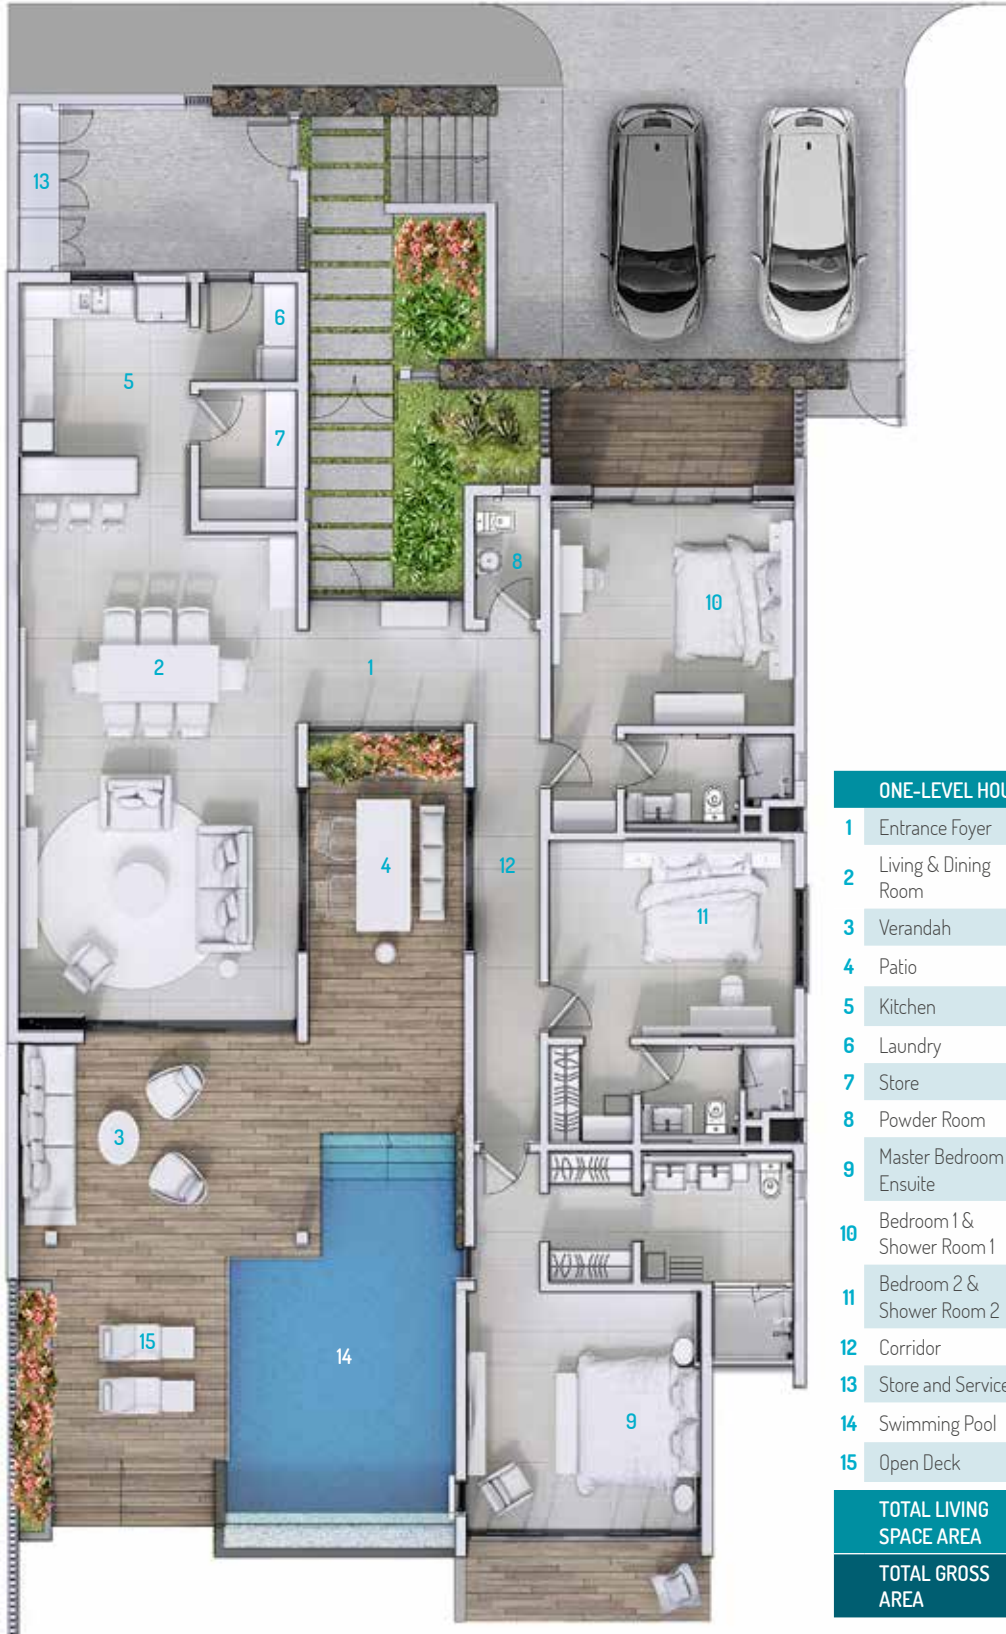 13
6
5
7
8
10
2
1
4
12
11
3
15
14
9
ONE-LEVEL HOU
1 Entrance Foyer
2 Living & Dining
Room
3 Verandah
4 Patio
5 Kitchen
6 Laundry
7 Store
8 Powder Room
9 Master Bedroom
Ensuite
10 Bedroom 1 &
Shower Room 1
11 Bedroom 2 &
Shower Room 2
12 Corridor
13 Store and Service
14 Swimming Pool
15 Open Deck
TOTAL LIVING
SPACE AREA
TOTAL GROSS
AREA